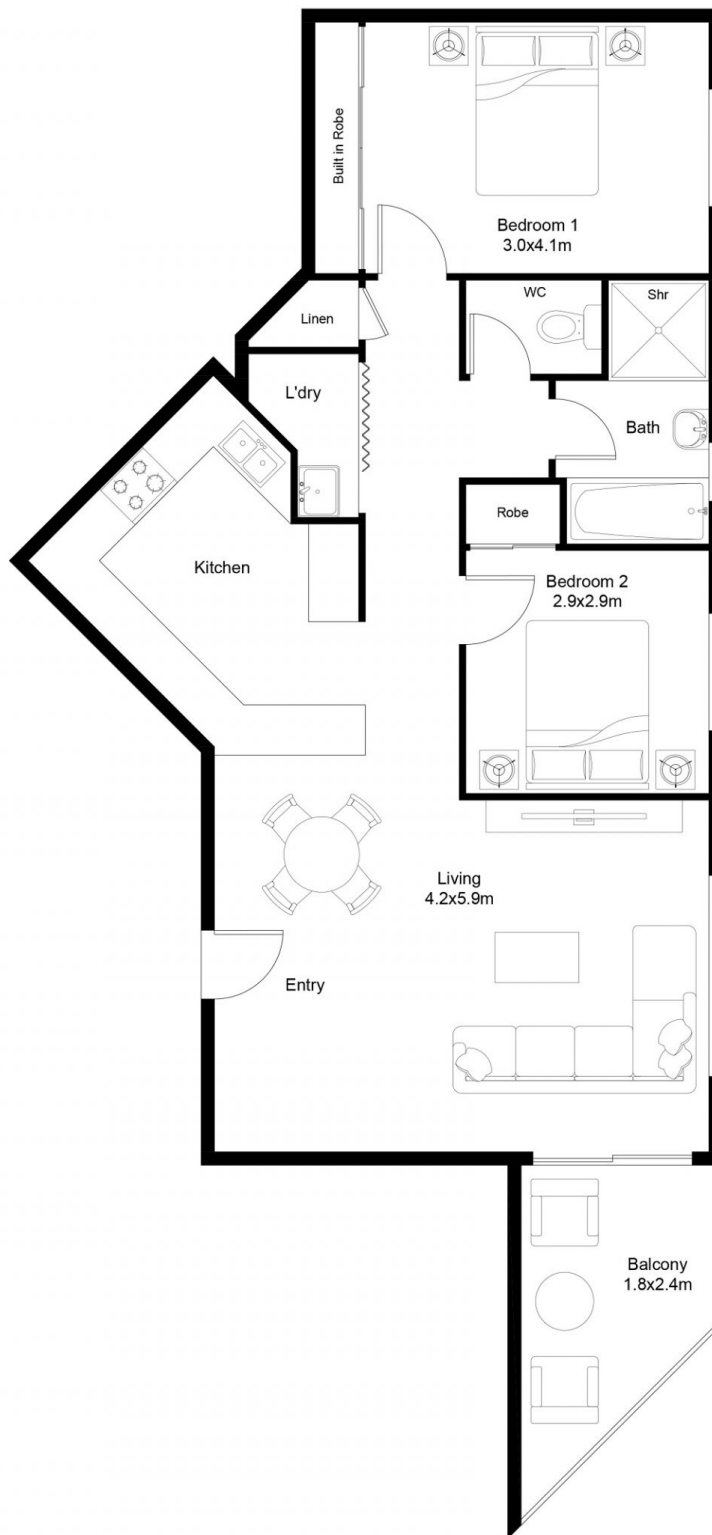 Built in Robe
Bedroom 1
3.0x4.1m
WC
Shr
Linen
L'dry
Bath
Robe
Kitchen
Bedroom 2
2.9x2.9m
Living
4.2x5.9m
Entry
Balcony
1.8x2.4m